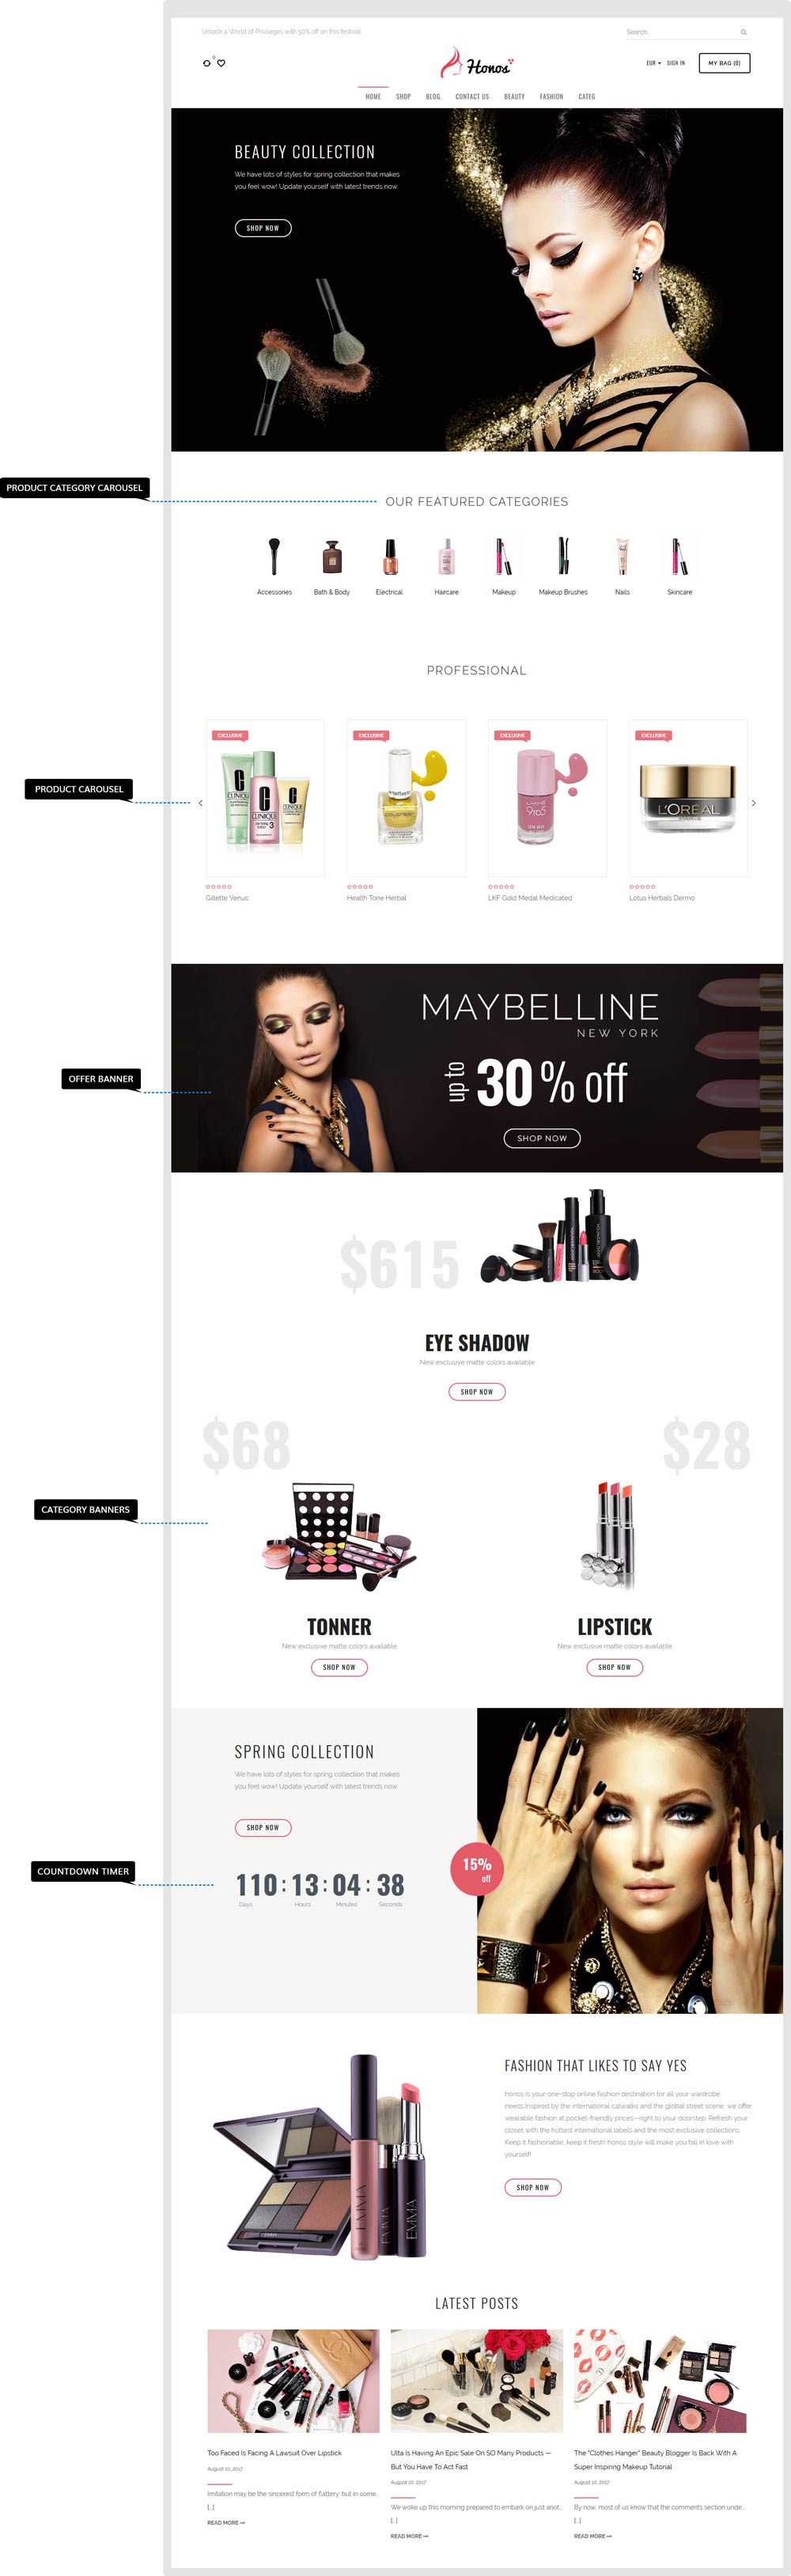 Unlock a World of Privileges with 50% off on this festival
Search..
0
Honos
EUR
SIGN IN
MY BAG (0)
HOME SHOP BLOG CONTACT US BEAUTY FASHION CATEG
BEAUTY COLLECTION
We have lots of styles for spring collection that makes
you feel wow! Update yourself with latest trends now.
SHOP NOW
PRODUCT CATEGORY CAROUSEL
OUR FEATURED CATEGORIES
Accessories Bath & Body Electrical Haircare Makeup Makeup Brushes Nails Skincare
PROFESSIONAL
EXCLUSIVE EXCLUSIVE EXCLUSIVE EXCLUSIVE
PRODUCT CAROUSEL
CLINIQUE CLINIQUE CLINIQUE
3
LAKMÉ
9to5
L'ORÉAL
Gillette Venus Health Tone Herbal LKF Gold Medal Medicated Lotus Herbals Dermo
MAYBELLINE
NEW YORK
up to 30% off
SHOP NOW
OFFER BANNER
$615
EYE SHADOW
New exclusive matte colors available
SHOP NOW
$68 $28
CATEGORY BANNERS
TONNER LIPSTICK
New exclusive matte colors available New exclusive matte colors available
SHOP NOW SHOP NOW
SPRING COLLECTION
We have lots of styles for spring collection that makes
you feel wow! Update yourself with latest trends now
SHOP NOW
15%
off
COUNTDOWN TIMER
110 : 13 : 04 : 38
Days Hours Minutes Seconds
FASHION THAT LIKES TO SAY YES
honos is your one-stop online fashion destination for all your wardrobe
needs.Inspired by the international catwalks and the global street scene, we offer
wearable fashion at pocket-friendly prices—right to your doorstep. Refresh your
closet with the hottest international labels and the most exclusive collections.
Keep it fashionable, keep it fresh! honos style will make you fall in love with
yourself!
SHOP NOW
EMMA EMMA EMMA
LATEST POSTS
Too Faced Is Facing A Lawsuit Over Lipstick
August 10, 2017
Imitation may be the sincerest form of flattery, but in some...
[...]
READ MORE
Ulta Is Having An Epic Sale On SO Many Products —
But You Have To Act Fast
August 10, 2017
We woke up this morning prepared to embark on just anot...
[...]
READ MORE
The "Clothes Hanger" Beauty Blogger Is Back With A
Super Inspiring Makeup Tutorial
August 10, 2017
By now, most of us know that the comments section unde...
[...]
READ MORE